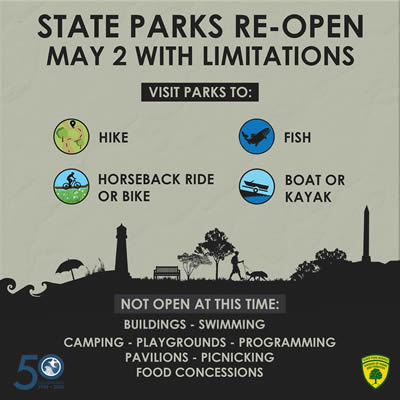 STATE PARKS RE-OPEN
MAY 2 WITH LIMITATIONS
VISIT PARKS TO:
HIKE
FISH
HORSEBACK RIDE
OR BIKE
BOAT OR
KAYAK
NOT OPEN AT THIS TIME:
BUILDINGS - SWIMMING
CAMPING - PLAYGROUNDS - PROGRAMMING
PAVILIONS - PICNICKING
FOOD CONCESSIONS
50